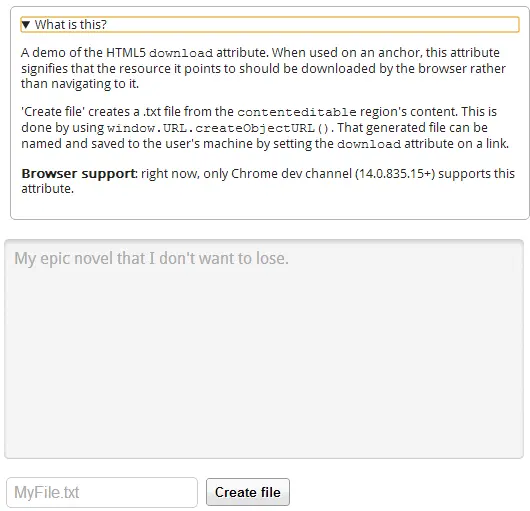 ▼ What is this?
A demo of the HTML5 download attribute. When used on an anchor, this attribute
signifies that the resource it points to should be downloaded by the browser rather
than navigating to it.
'Create file' creates a .txt file from the contenteditable region's content. This is
done by using window.URL.createObjectURL(). That generated file can be
named and saved to the user's machine by setting the download attribute on a link.
Browser support: right now, only Chrome dev channel (14.0.835.15+) supports this
attribute.
My epic novel that I don't want to lose.
MyFile.txt Create file